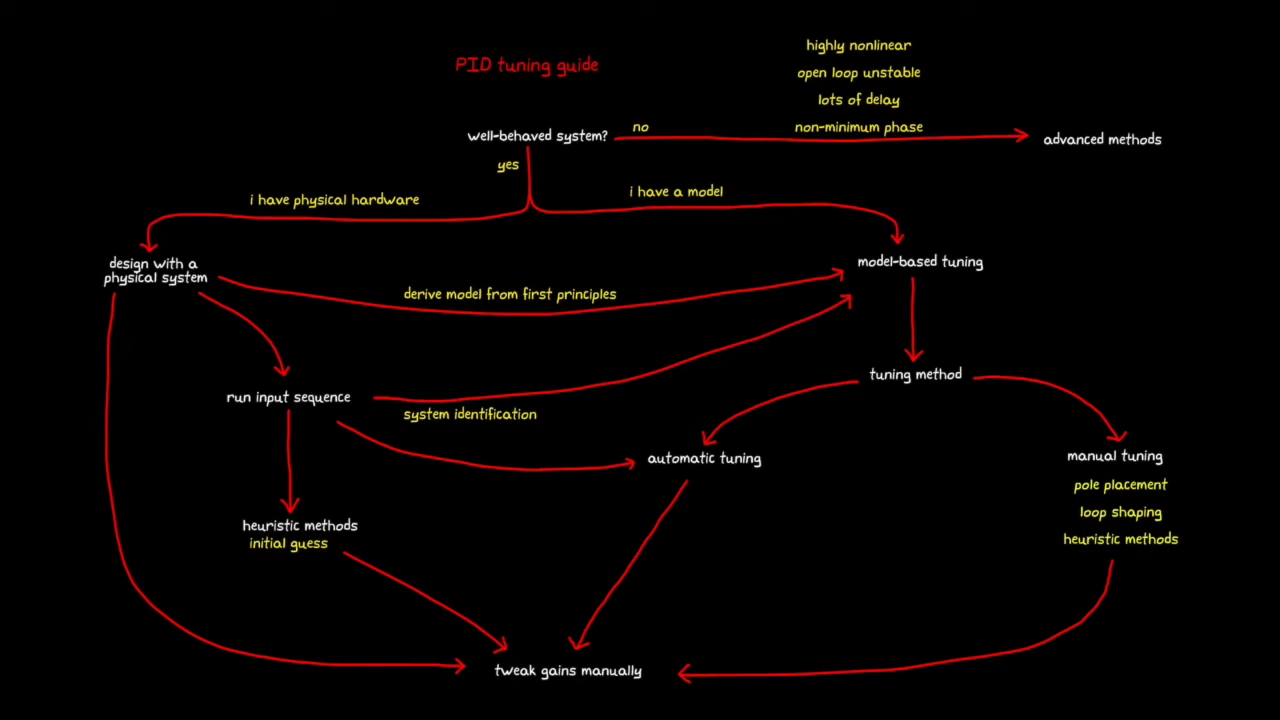 PID tuning guide
highly nonlinear
open loop unstable
lots of delay
non-minimum phase
well-behaved system?
no
advanced methods
yes
i have physical hardware
i have a model
design with a
physical system
model-based tuning
derive model from first principles
tuning method
run input sequence
system identification
automatic tuning
manual tuning
pole placement
loop shaping
heuristic methods
heuristic methods
initial guess
tweak gains manually